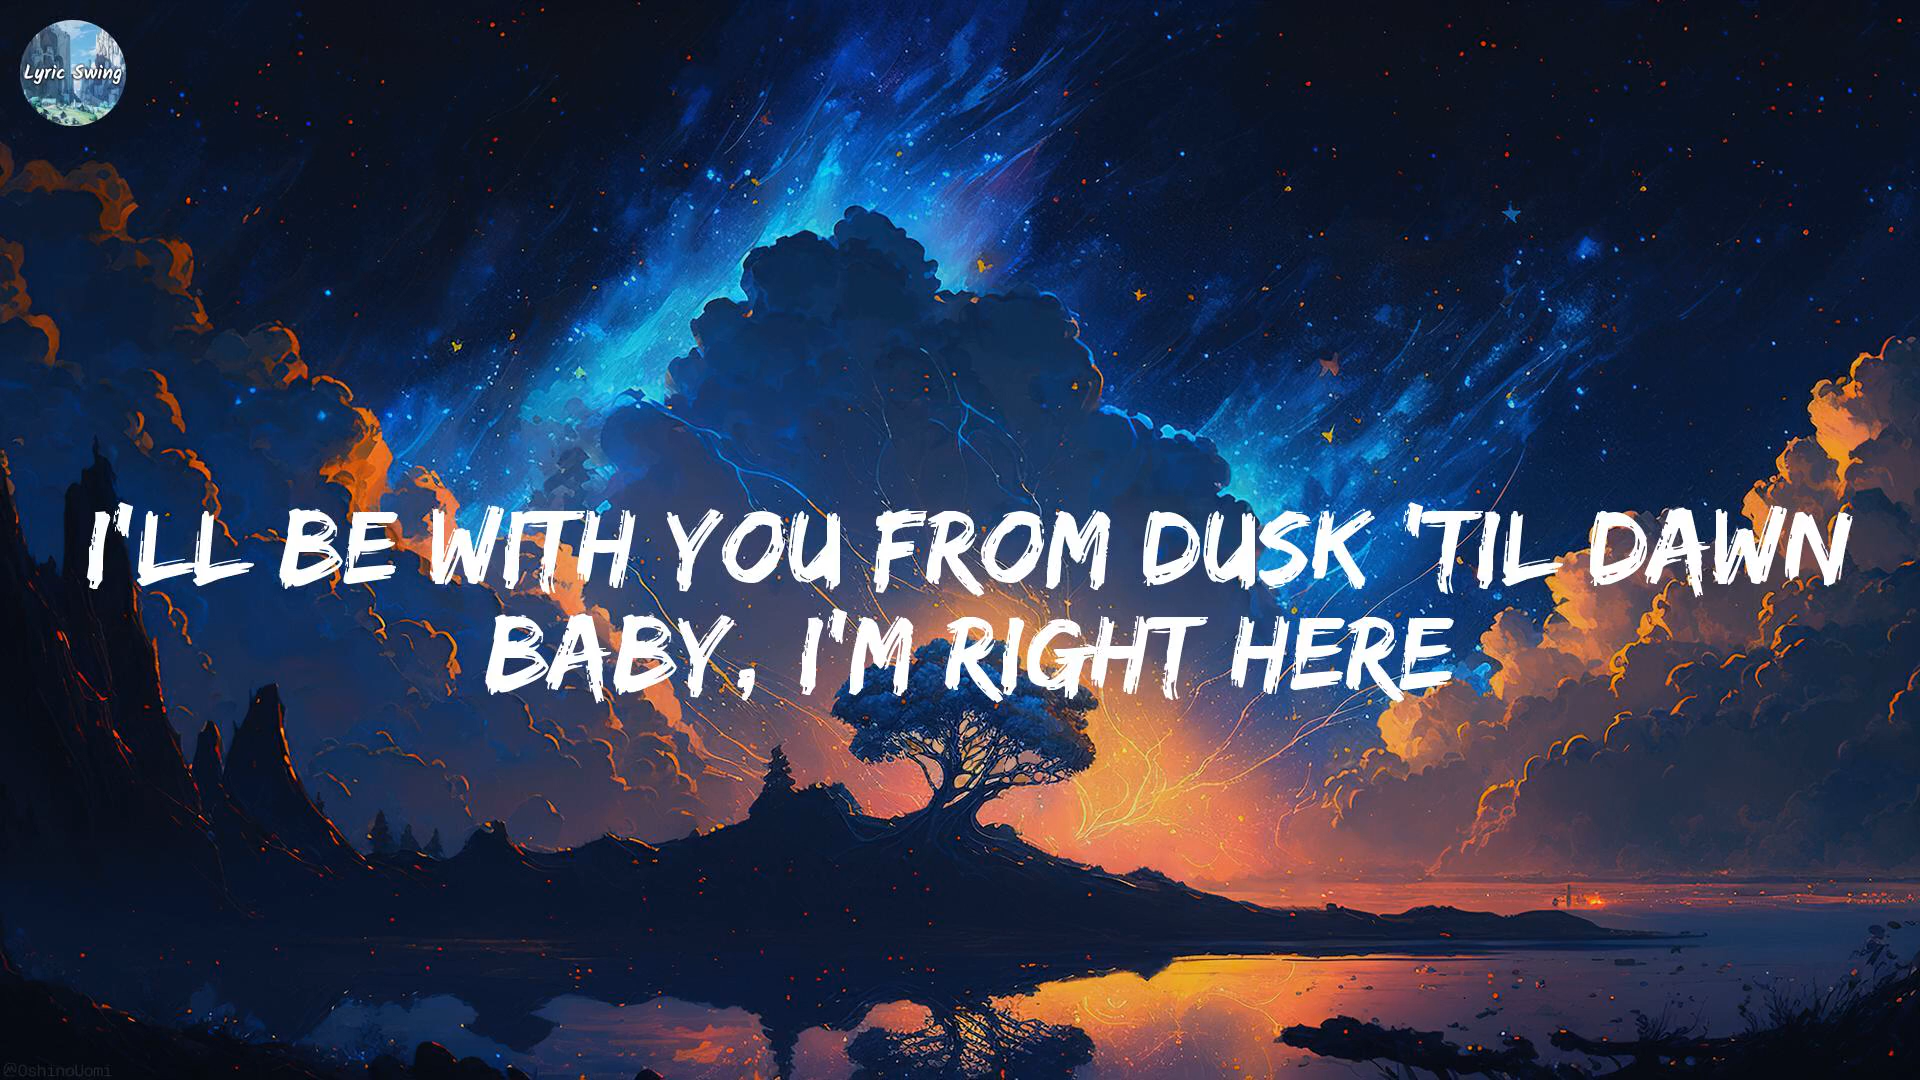 Lyric Swing
I'LL BE WITH YOU FROM DUSK 'TIL DAWN
BABY, I'M RIGHT HERE
@OshinoUomi